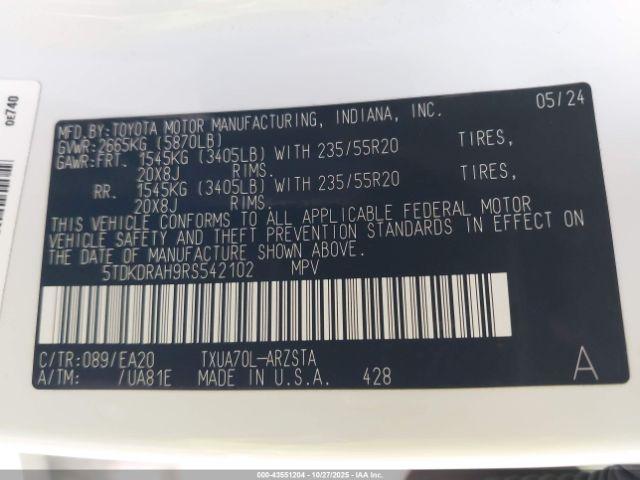 0E740
MFD.BY:TOYOTA MOTOR MANUFACTURING, INDIANA, INC. 05/24
GVWR:2665KG (5870LB)
GAWR:FRT. 1545KG (3405LB) WITH 235/55R20 TIRES,
20X8J RIMS.
RR. 1545KG (3405LB) WITH 235/55R20 TIRES,
20X8J RIMS.
THIS VEHICLE CONFORMS TO ALL APPLICABLE FEDERAL MOTOR
VEHICLE SAFETY AND THEFT PREVENTION STANDARDS IN EFFECT ON
THE DATE OF MANUFACTURE SHOWN ABOVE.
5TDKDRAH9RS542102 MPV
C/TR:089/EA20 TXUA70L-ARZSTA
A/TM: /UA81E MADE IN U.S.A. 428 A
000-43551204 - 10/27/2025 - IAAI.COM